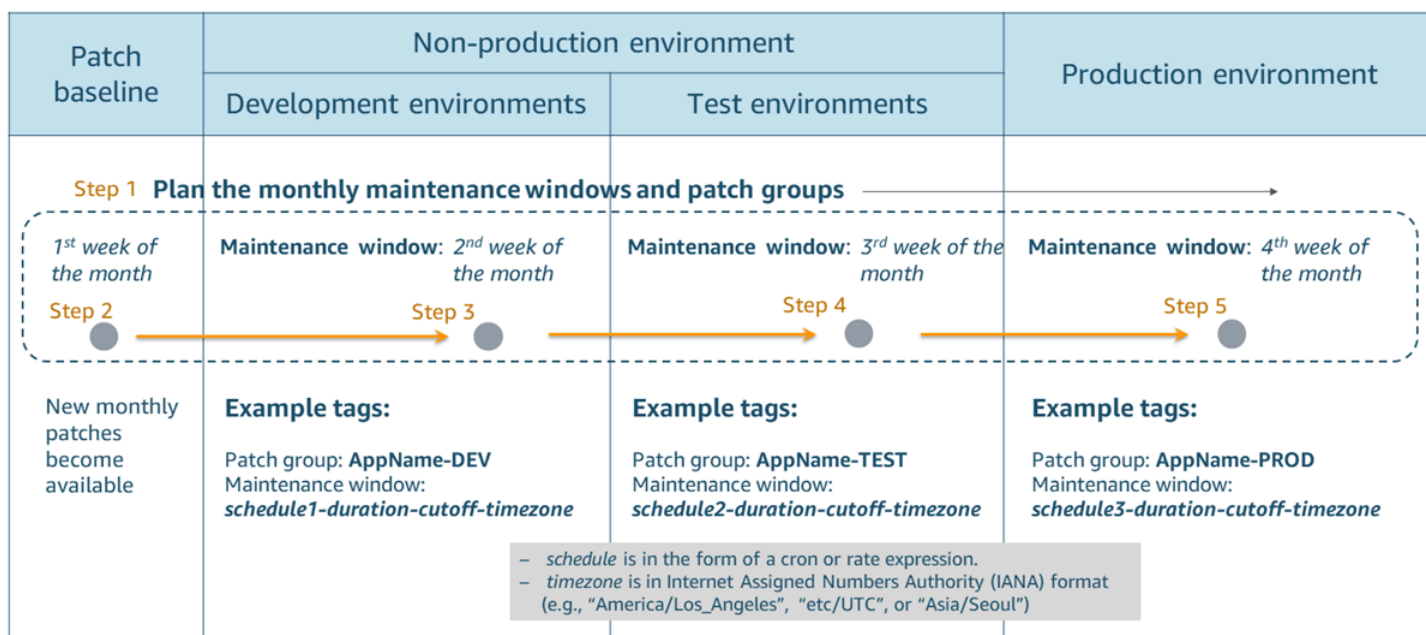 Patch
baseline
Non-production environment
Development environments
Test environments
Production environment
Step 1 Plan the monthly maintenance windows and patch groups
1st week of
the month
Step 2
Maintenance window: 2nd week of
the month
Step 3
Maintenance window: 3rd week of the
month
Step 4
Maintenance window: 4th week of
the month
Step 5
New monthly
patches
become
available
Example tags:
Patch group: AppName-DEV
Maintenance window:
schedule1-duration-cutoff-timezone
Example tags:
Patch group: AppName-TEST
Maintenance window:
schedule2-duration-cutoff-timezone
Example tags:
Patch group: AppName-PROD
Maintenance window:
schedule3-duration-cutoff-timezone
– schedule is in the form of a cron or rate expression.
– timezone is in Internet Assigned Numbers Authority (IANA) format
(e.g., “America/Los_Angeles”, “etc/UTC”, or “Asia/Seoul”)